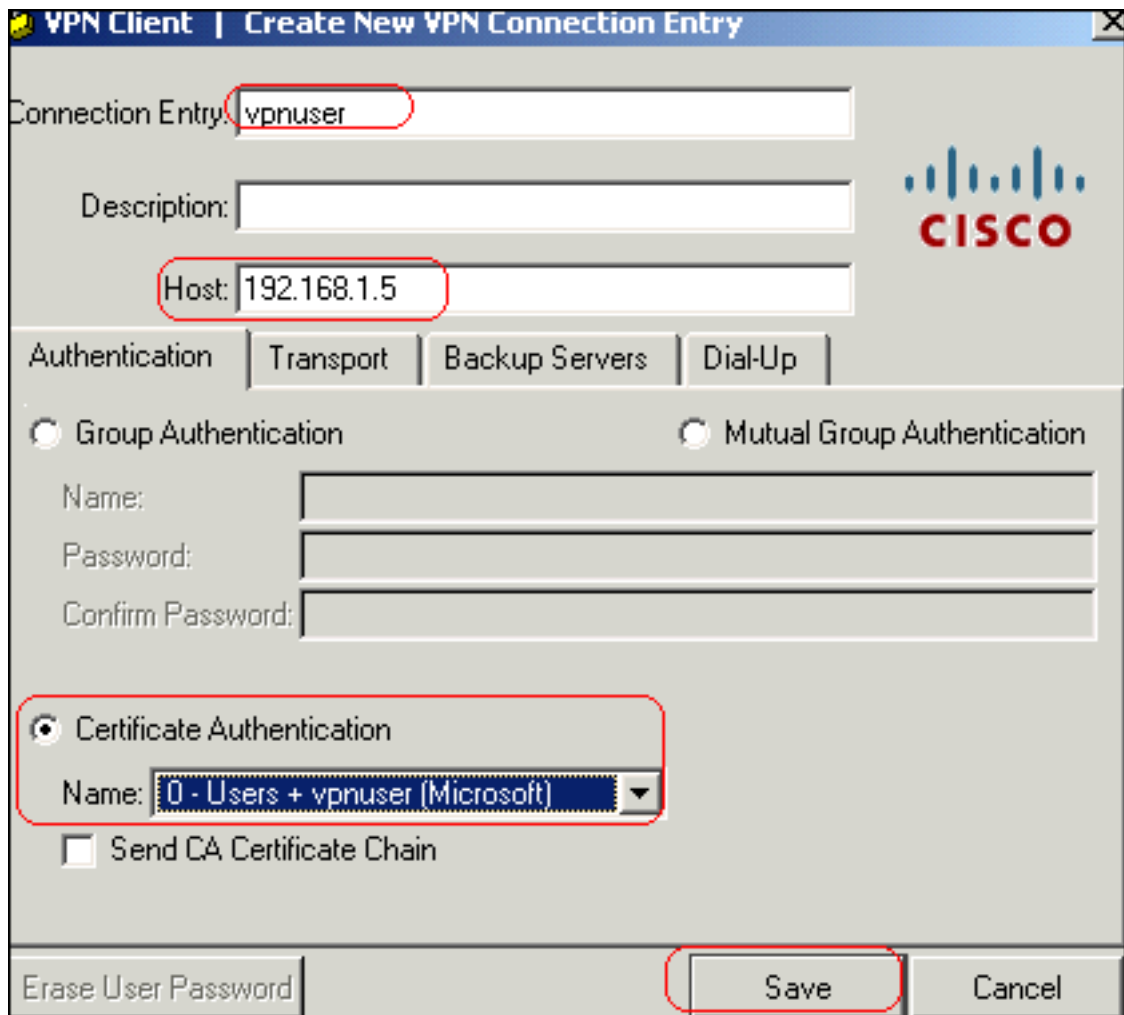 VPN Client | Create New VPN Connection Entry
Connection Entry: vpnuser
Description:
CISCO
Host: 192.168.1.5
Authentication Transport Backup Servers Dial-Up
Group Authentication Mutual Group Authentication
Name:
Password:
Confirm Password:
Certificate Authentication
Name: 0 - Users + vpnuser (Microsoft)
Send CA Certificate Chain
Erase User Password Save Cancel